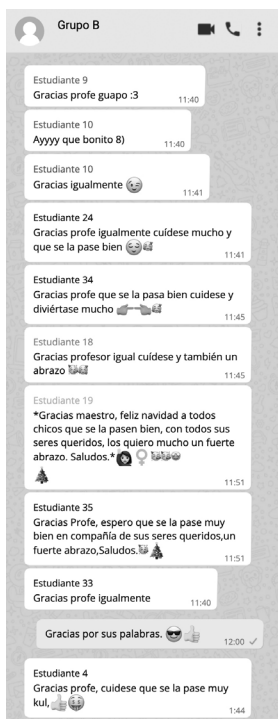 Grupo B
Estudiante 9
Gracias profe guapo :3
11:40
Estudiante 10
Ayyyy que bonito 8)
11:40
Estudiante 10
Gracias igualmente 😉
11:41
Estudiante 24
Gracias profe igualmente cuídese mucho y
que se la pase bien
11:41
Estudiante 34
Gracias profe que se la pasa bien cuidese y
diviértase mucho
11:45
Estudiante 18
Gracias profesor igual cuídese y también un
abrazo
11:45
Estudiante 19
*Gracias maestro, feliz navidad a todos
chicos que se la pasen bien, con todos sus
seres queridos, los quiero mucho un fuerte
abrazo. Saludos.*
11:51
Estudiante 35
Gracias Profe, espero que se la pase muy
bien en compañía de sus seres queridos,un
fuerte abrazo,Saludos. 🎄
11:51
Estudiante 33
Gracias profe igualmente
11:40
Gracias por sus palabras. 😎👍
12:00
Estudiante 4
Gracias profe, cuidese que se la pase muy
kul,👍
1:44